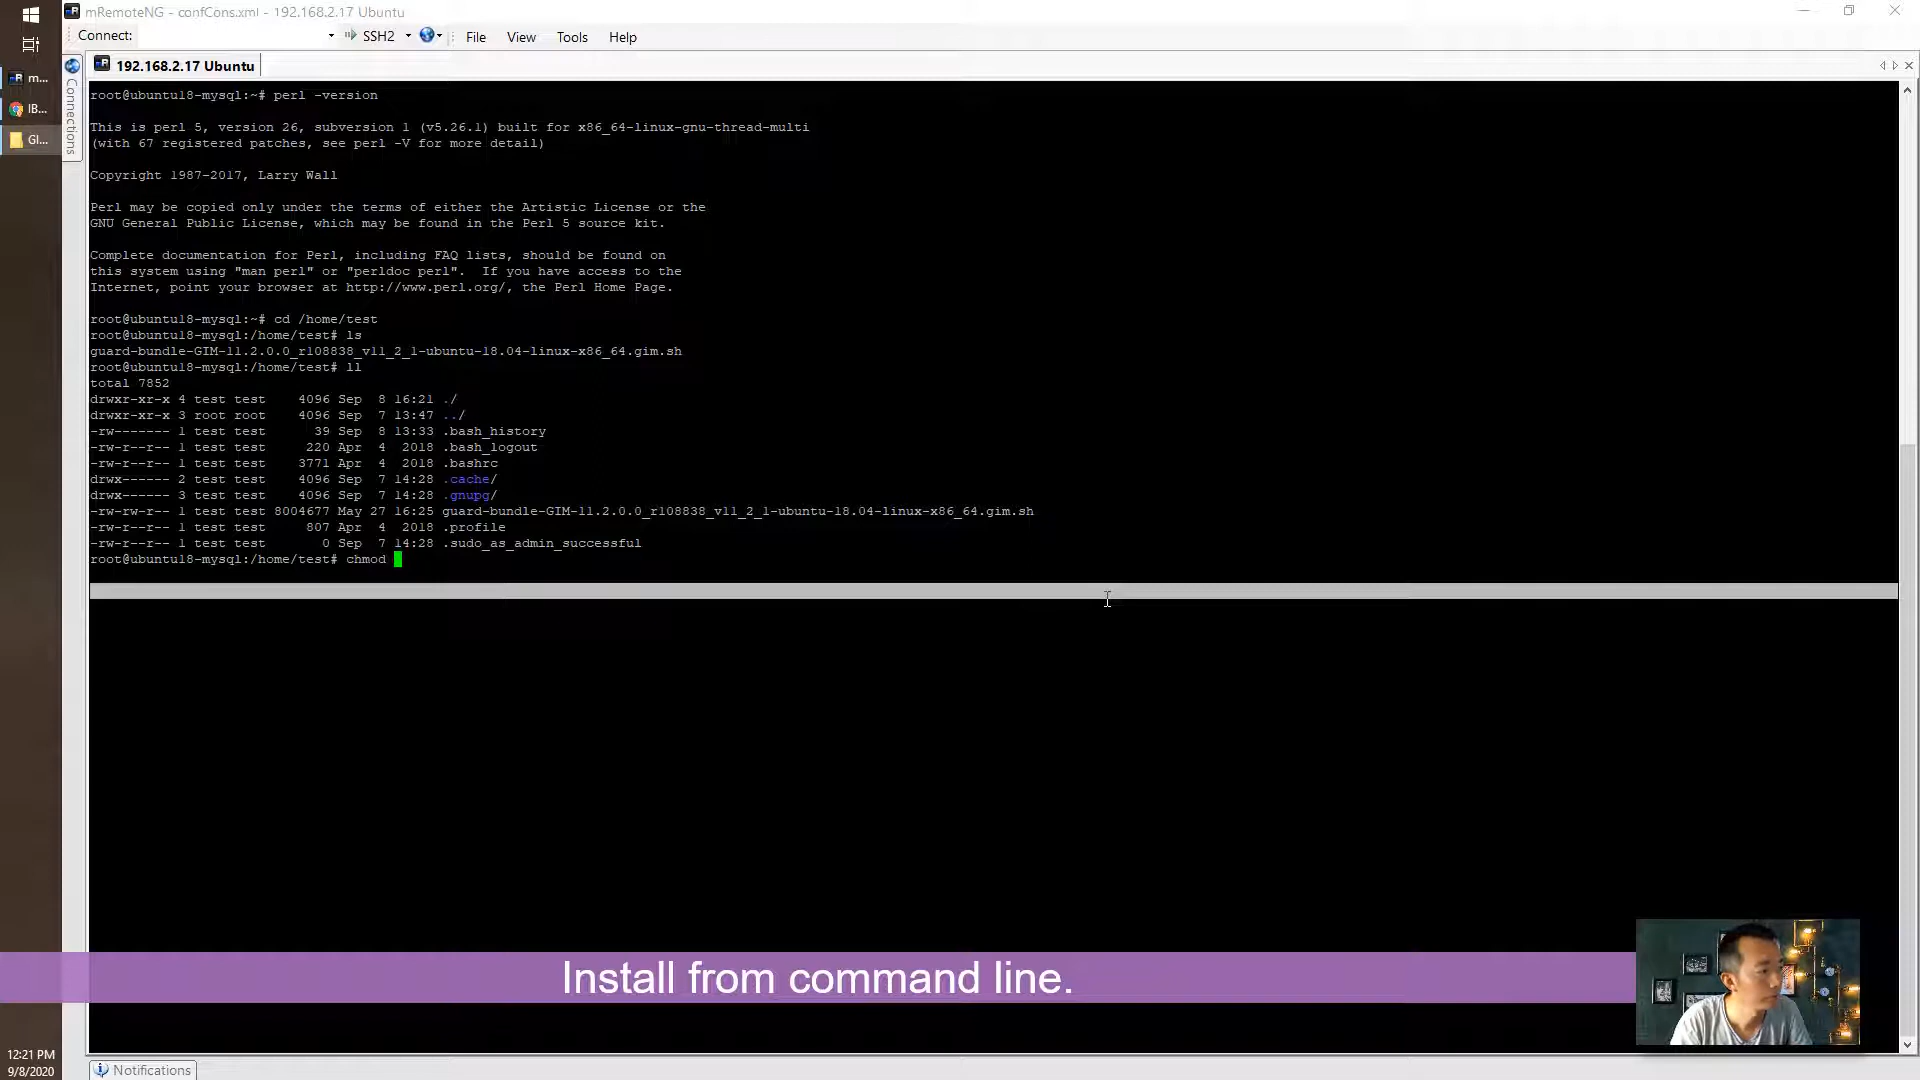 mRemoteNG - confCons.xml - 192.168.2.17 Ubuntu
Connect: SSH2 File View Tools Help
192.168.2.17 Ubuntu
m...
IB...
GI...
Connections
root@ubuntu18-mysql:~# perl -version
This is perl 5, version 26, subversion 1 (v5.26.1) built for x86_64-linux-gnu-thread-multi
(with 67 registered patches, see perl -V for more detail)
Copyright 1987-2017, Larry Wall
Perl may be copied only under the terms of either the Artistic License or the
GNU General Public License, which may be found in the Perl 5 source kit.
Complete documentation for Perl, including FAQ lists, should be found on
this system using "man perl" or "perldoc perl".  If you have access to the
Internet, point your browser at http://www.perl.org/, the Perl Home Page.
root@ubuntu18-mysql:~# cd /home/test
root@ubuntu18-mysql:/home/test# ls
guard-bundle-GIM-11.2.0.0_r108838_v11_2_1-ubuntu-18.04-linux-x86_64.gim.sh
root@ubuntu18-mysql:/home/test# ll
total 7852
drwxr-xr-x 4 test test    4096 Sep  8 16:21 ./
drwxr-xr-x 3 root root    4096 Sep  7 13:47 ../
-rw------- 1 test test      39 Sep  8 13:33 .bash_history
-rw-r--r-- 1 test test     220 Apr  4  2018 .bash_logout
-rw-r--r-- 1 test test    3771 Apr  4  2018 .bashrc
drwx------ 2 test test    4096 Sep  7 14:28 .cache/
drwx------ 3 test test    4096 Sep  7 14:28 .gnupg/
-rw-rw-r-- 1 test test 8004677 May 27 16:25 guard-bundle-GIM-11.2.0.0_r108838_v11_2_1-ubuntu-18.04-linux-x86_64.gim.sh
-rw-r--r-- 1 test test     807 Apr  4  2018 .profile
-rw-r--r-- 1 test test       0 Sep  7 14:28 .sudo_as_admin_successful
root@ubuntu18-mysql:/home/test# chmod
Install from command line.
12:21 PM
9/8/2020
Notifications